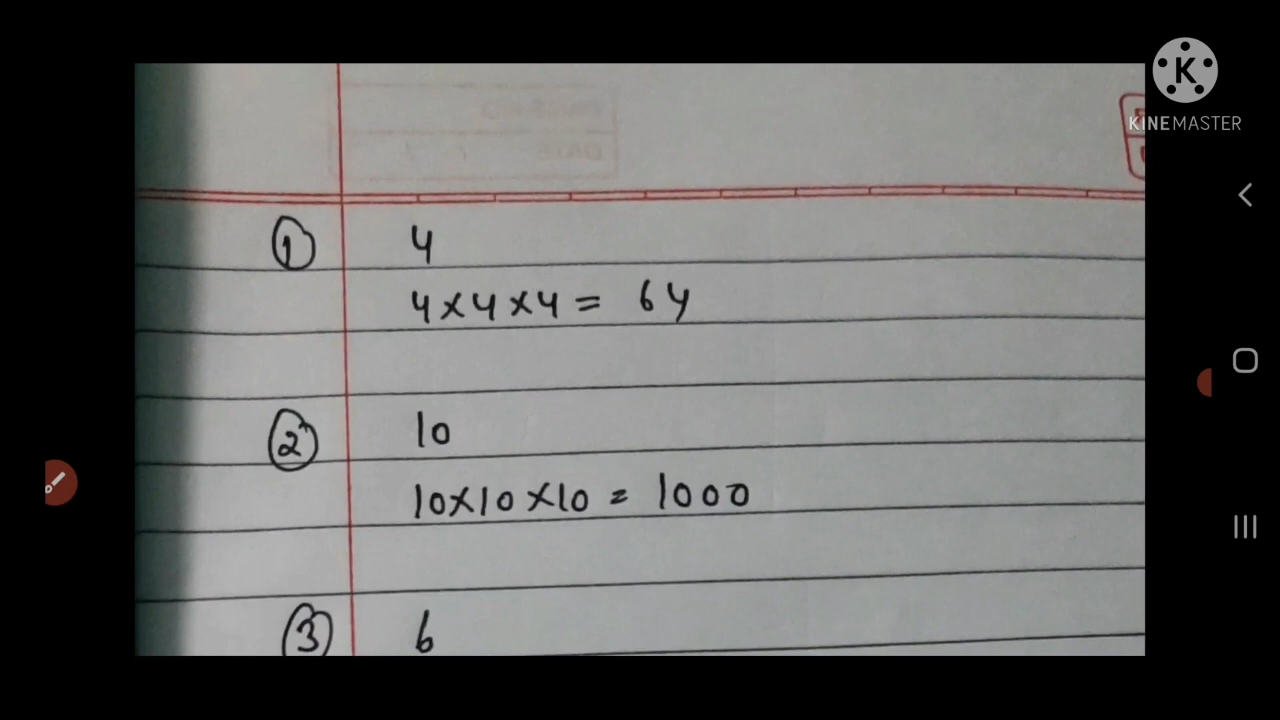 KINEMASTER
① 4
4×4×4 = 64
② 10
10×10×10 = 1000
③ 6